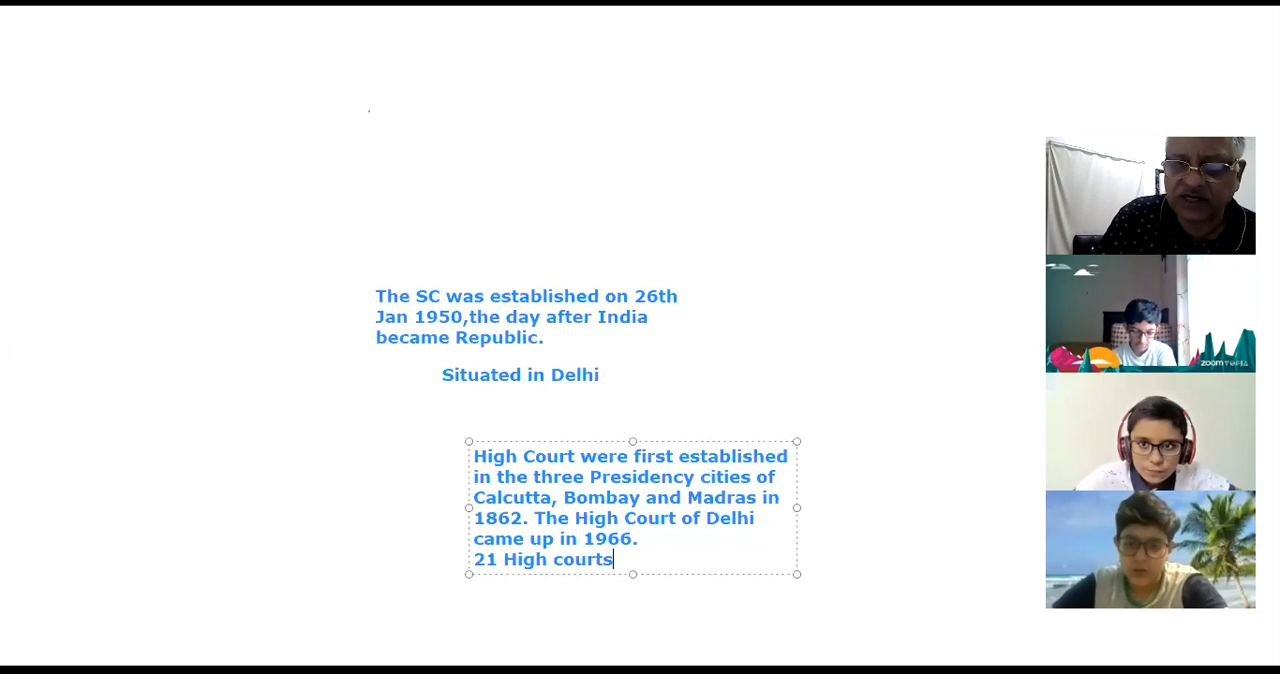 The SC was established on 26th
Jan 1950,the day after India
became Republic.
Situated in Delhi
High Court were first established
in the three Presidency cities of
Calcutta, Bombay and Madras in
1862. The High Court of Delhi
came up in 1966.
21 High courts
zoomTOPIA